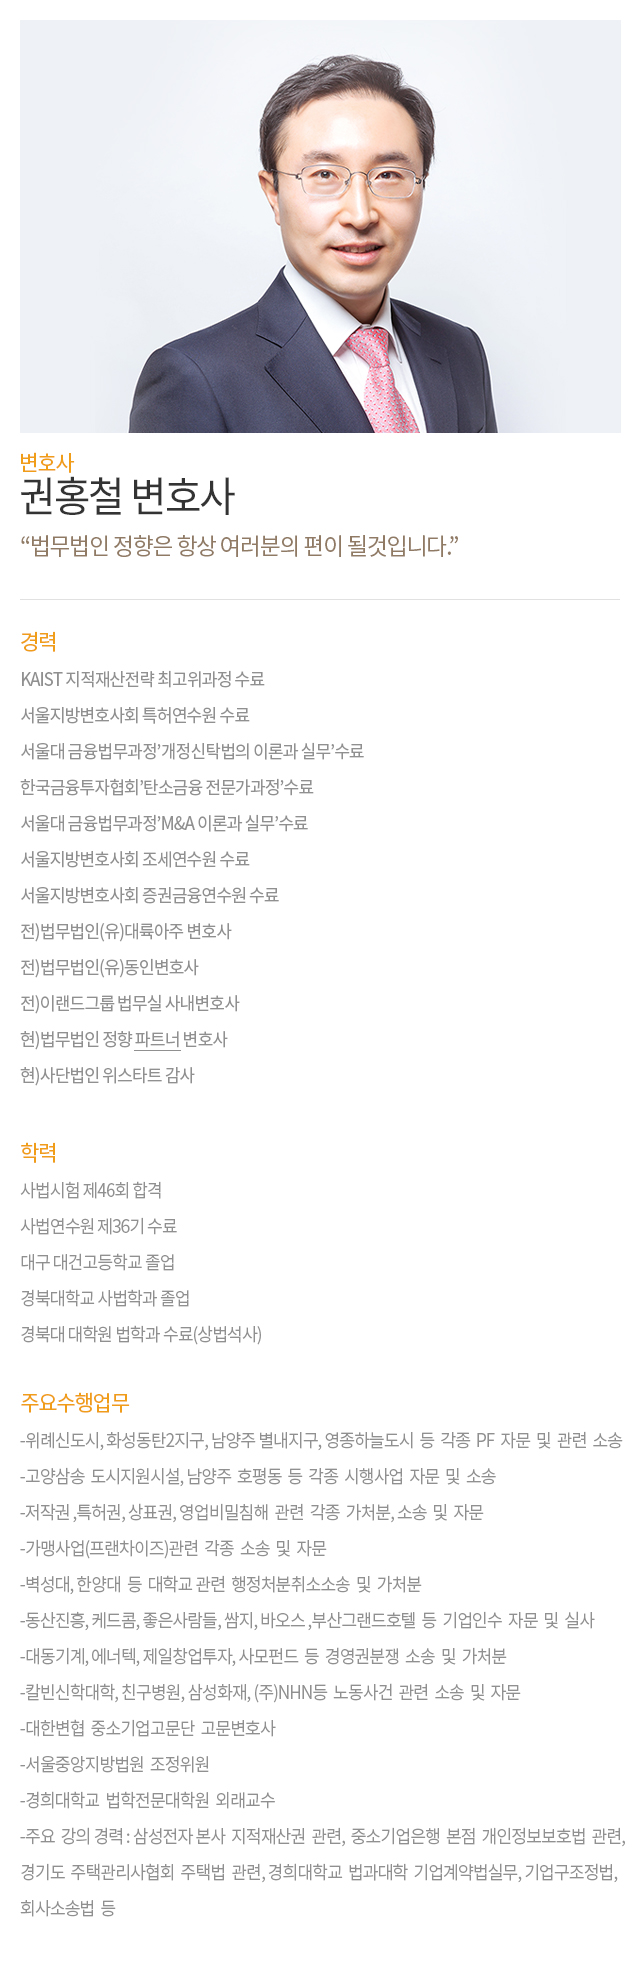 변호사
권홍철 변호사
“법무법인 정향은 항상 여러분의 편이 될것입니다.”
경력
KAIST 지적재산전략 최고위과정 수료
서울지방변호사회 특허연수원 수료
서울대 금융법무과정’개정신탁법의 이론과 실무’수료
한국금융투자협회’탄소금융 전문가과정’수료
서울대 금융법무과정’M&A 이론과 실무’수료
서울지방변호사회 조세연수원 수료
서울지방변호사회 증권금융연수원 수료
전)법무법인(유)대륙아주 변호사
전)법무법인(유)동인변호사
전)이랜드그룹 법무실 사내변호사
현)법무법인 정향 파트너 변호사
현)사단법인 위스타트 감사
학력
사법시험 제46회 합격
사법연수원 제36기 수료
대구 대건고등학교 졸업
경북대학교 사법학과 졸업
경북대 대학원 법학과 수료(상법석사)
주요수행업무
-위례신도시, 화성동탄2지구, 남양주 별내지구, 영종하늘도시 등 각종 PF 자문 및 관련 소송
-고양삼송 도시지원시설, 남양주 호평동 등 각종 시행사업 자문 및 소송
-저작권 ,특허권, 상표권, 영업비밀침해 관련 각종 가처분, 소송 및 자문
-가맹사업(프랜차이즈)관련 각종 소송 및 자문
-벽성대, 한양대 등 대학교 관련 행정처분취소소송 및 가처분
-동산진흥, 케드콤, 좋은사람들, 쌈지, 바오스 ,부산그랜드호텔 등 기업인수 자문 및 실사
-대동기계, 에너텍, 제일창업투자, 사모펀드 등 경영권분쟁 소송 및 가처분
-칼빈신학대학, 친구병원, 삼성화재, (주)NHN등 노동사건 관련 소송 및 자문
-대한변협 중소기업고문단 고문변호사
-서울중앙지방법원 조정위원
-경희대학교 법학전문대학원 외래교수
-주요 강의 경력 : 삼성전자 본사 지적재산권 관련, 중소기업은행 본점 개인정보보호법 관련,
경기도 주택관리사협회 주택법 관련, 경희대학교 법과대학 기업계약법실무, 기업구조정법,
회사소송법 등